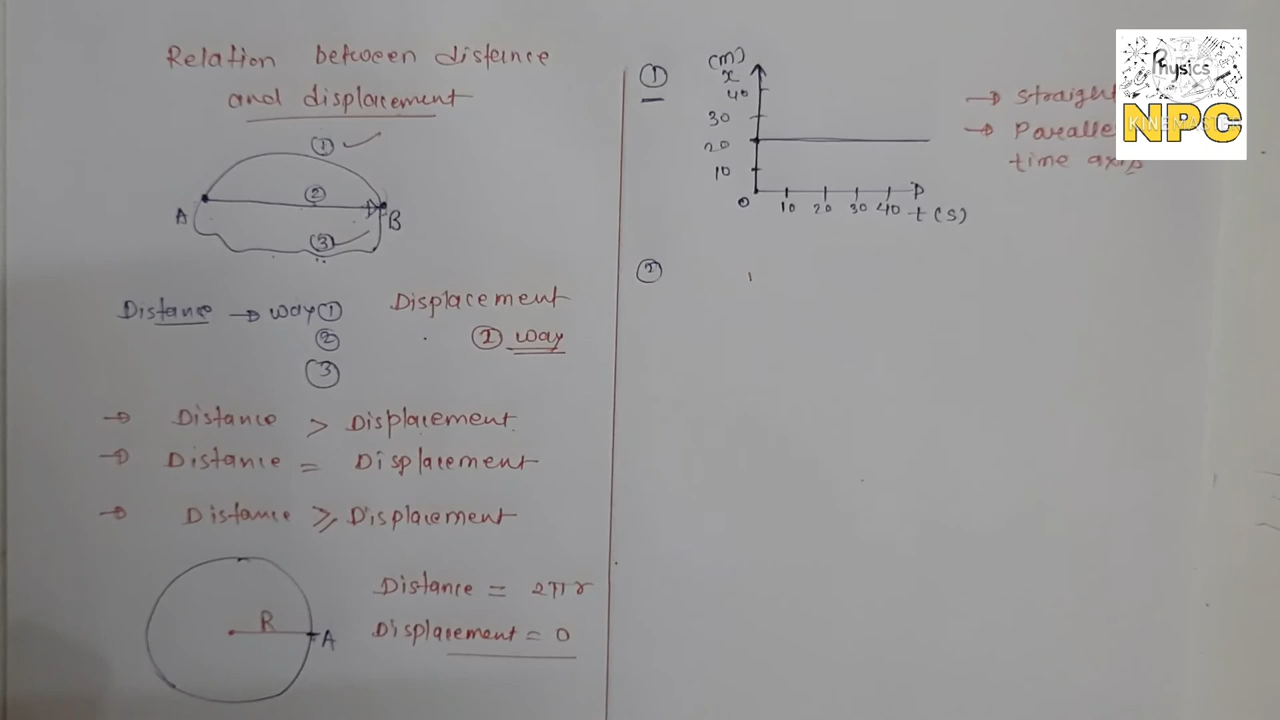 Relation between distance
and displacement
①
②
③
A
B
Distance → way ①
②
③
Displacement
① way
→ Distance > Displacement
→ Distance = Displacement
→ Distance ≥ Displacement
R
A
Distance = 2πr
Displacement = 0
①
(m)
x
40
30
20
10
0
10 20 30 40 t (s)
→ Straight
→
time axis
②
Physics
NPC
KINEMASTER